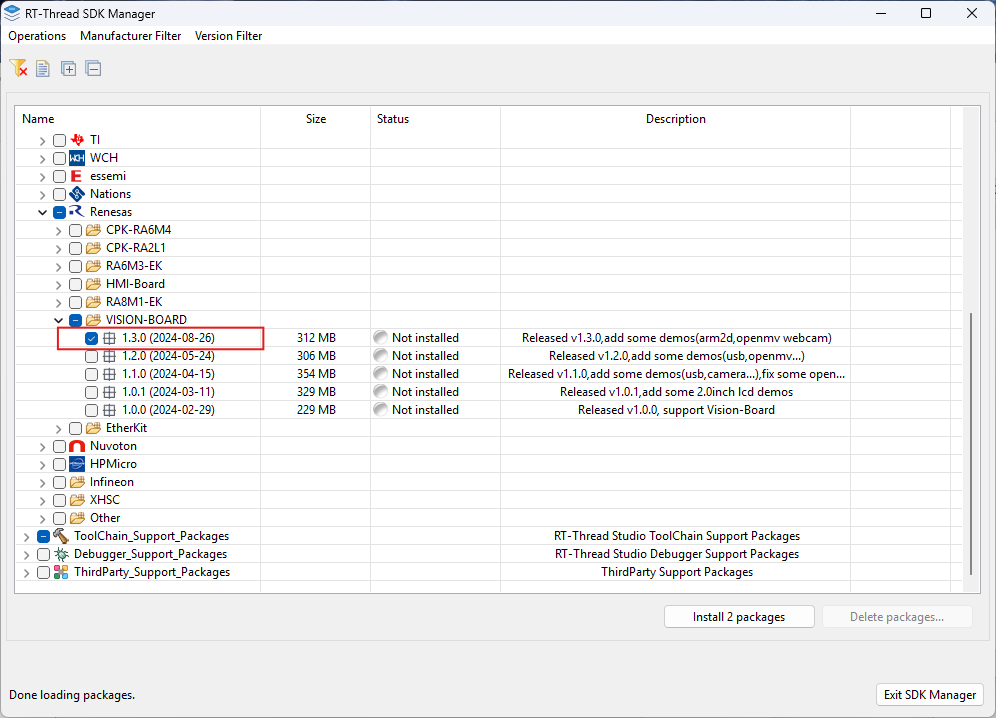 RT-Thread SDK Manager
Operations Manufacturer Filter Version Filter
Name Size Status Description
TI
WCH WCH
E essemi
Nations
Renesas
CPK-RA6M4
CPK-RA2L1
RA6M3-EK
HMI-Board
RA8M1-EK
VISION-BOARD
1.3.0 (2024-08-26) 312 MB Not installed Released v1.3.0,add some demos(arm2d,openmv webcam)
1.2.0 (2024-05-24) 306 MB Not installed Released v1.2.0,add some demos(usb,openmv...)
1.1.0 (2024-04-15) 354 MB Not installed Released v1.1.0,add some demos(usb,camera...),fix some open...
1.0.1 (2024-03-11) 329 MB Not installed Released v1.0.1,add some 2.0inch lcd demos
1.0.0 (2024-02-29) 229 MB Not installed Released v1.0.0, support Vision-Board
EtherKit
Nuvoton
HPMicro
Infineon
XHSC
Other
ToolChain_Support_Packages RT-Thread Studio ToolChain Support Packages
Debugger_Support_Packages RT-Thread Studio Debugger Support Packages
ThirdParty_Support_Packages ThirdParty Support Packages
Install 2 packages Delete packages...
Done loading packages. Exit SDK Manager